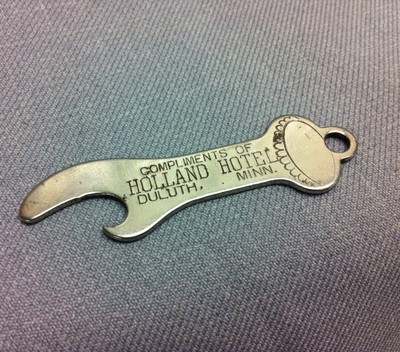 COMPLIMENTS OF
HOLLAND HOTEL
DULUTH, MINN.